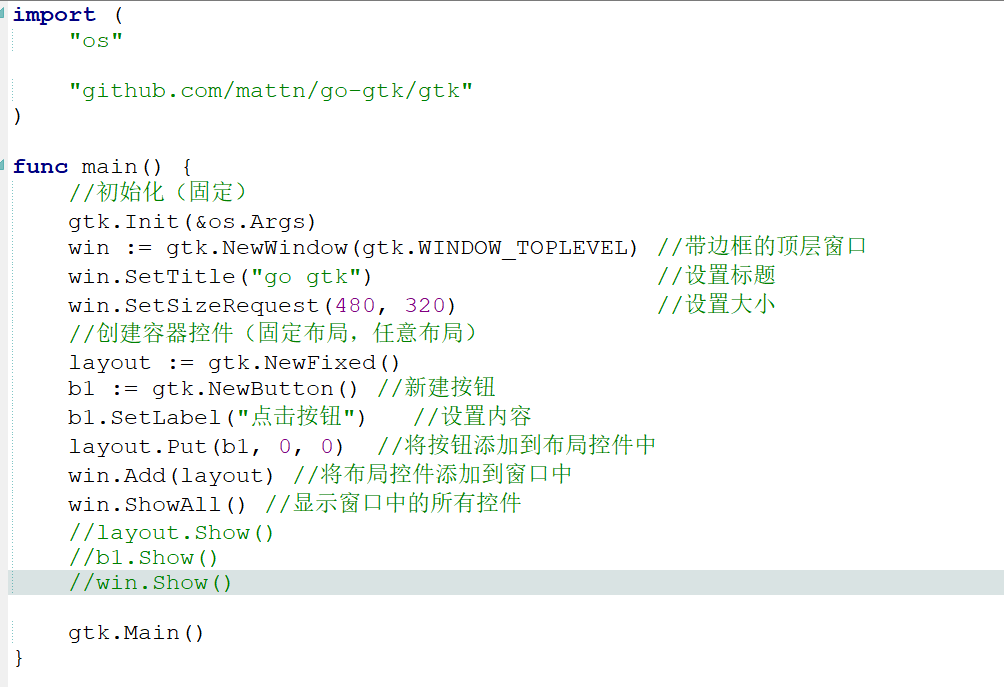 import (
    "os"

    "github.com/mattn/go-gtk/gtk"
)

func main() {
    //初始化（固定）
    gtk.Init(&os.Args)
    win := gtk.NewWindow(gtk.WINDOW_TOPLEVEL) //带边框的顶层窗口
    win.SetTitle("go gtk")                    //设置标题
    win.SetSizeRequest(480, 320)              //设置大小
    //创建容器控件（固定布局，任意布局）
    layout := gtk.NewFixed()
    b1 := gtk.NewButton() //新建按钮
    b1.SetLabel("点击按钮")   //设置内容
    layout.Put(b1, 0, 0)  //将按钮添加到布局控件中
    win.Add(layout) //将布局控件添加到窗口中
    win.ShowAll() //显示窗口中的所有控件
    //layout.Show()
    //b1.Show()
    //win.Show()

    gtk.Main()
}